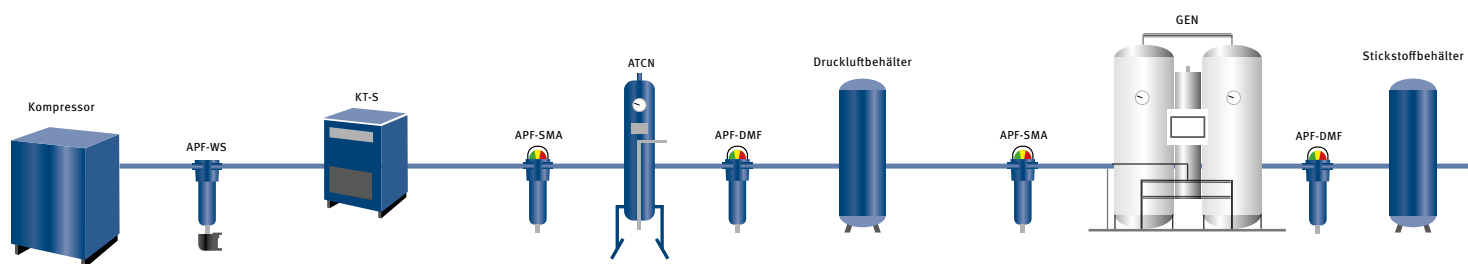 Kompressor
APF-WS
KT-S
APF-SMA
ATCN
APF-DMF
Druckluftbehälter
APF-SMA
GEN
APF-DMF
Stickstoffbehälter